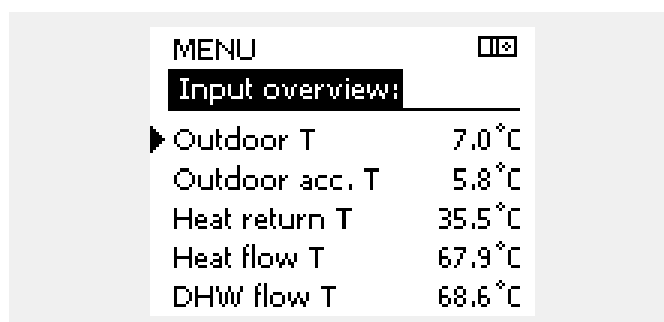 MENU
Input overview:
Outdoor T 7.0°C
Outdoor acc. T 5.8°C
Heat return T 35.5°C
Heat flow T 67.9°C
DHW flow T 68.6°C